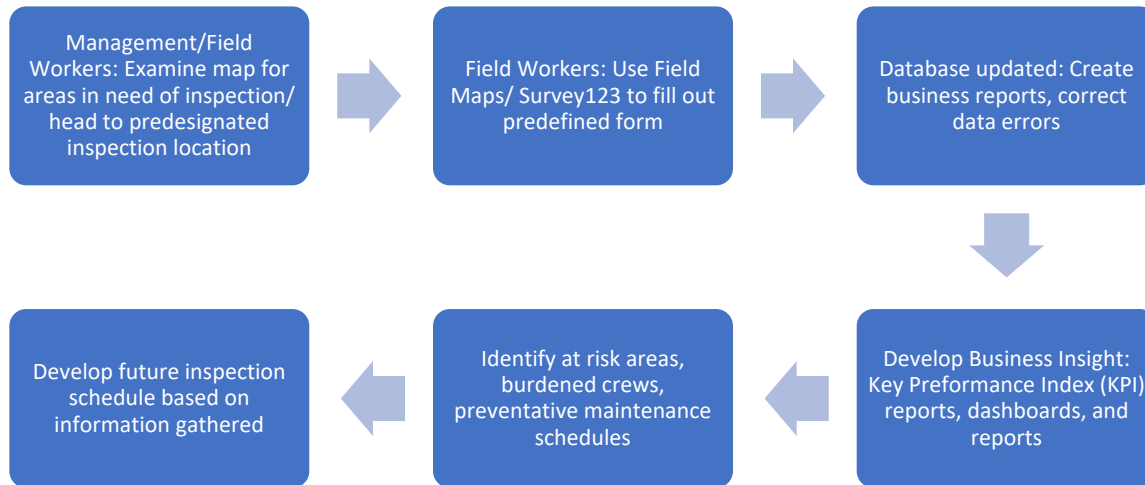 Management/Field
Workers: Examine map for
areas in need of inspection/
head to predesignated
inspection location
Field Workers: Use Field
Maps/ Survey123 to fill out
predefined form
Database updated: Create
business reports, correct
data errors
Develop Business Insight:
Key Preformance Index (KPI)
reports, dashboards, and
reports
Identify at risk areas,
burdened crews,
preventative maintenance
schedules
Develop future inspection
schedule based on
information gathered